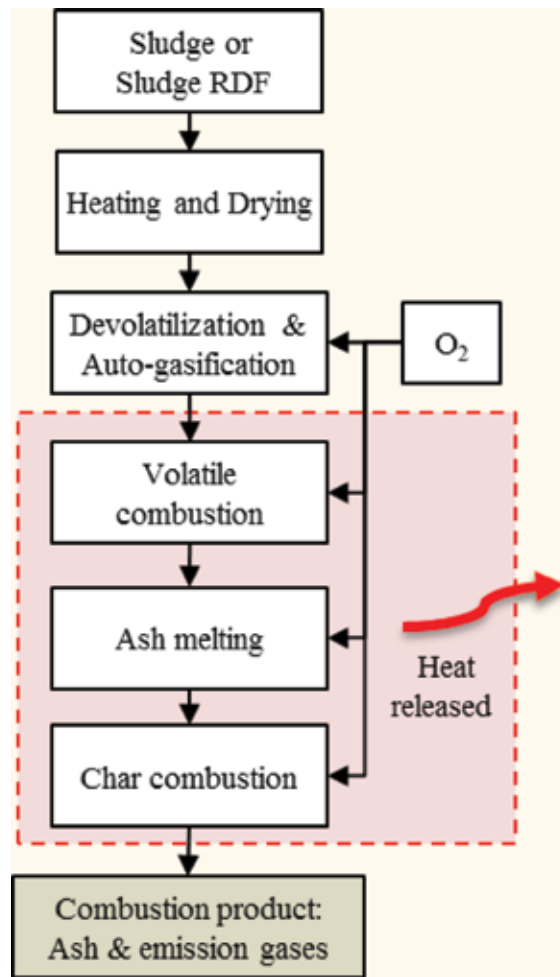 Sludge or
Sludge RDF
Heating and Drying
Devolatilization &
Auto-gasification
O₂
Volatile
combustion
Ash melting
Heat
released
Char combustion
Combustion product:
Ash & emission gases